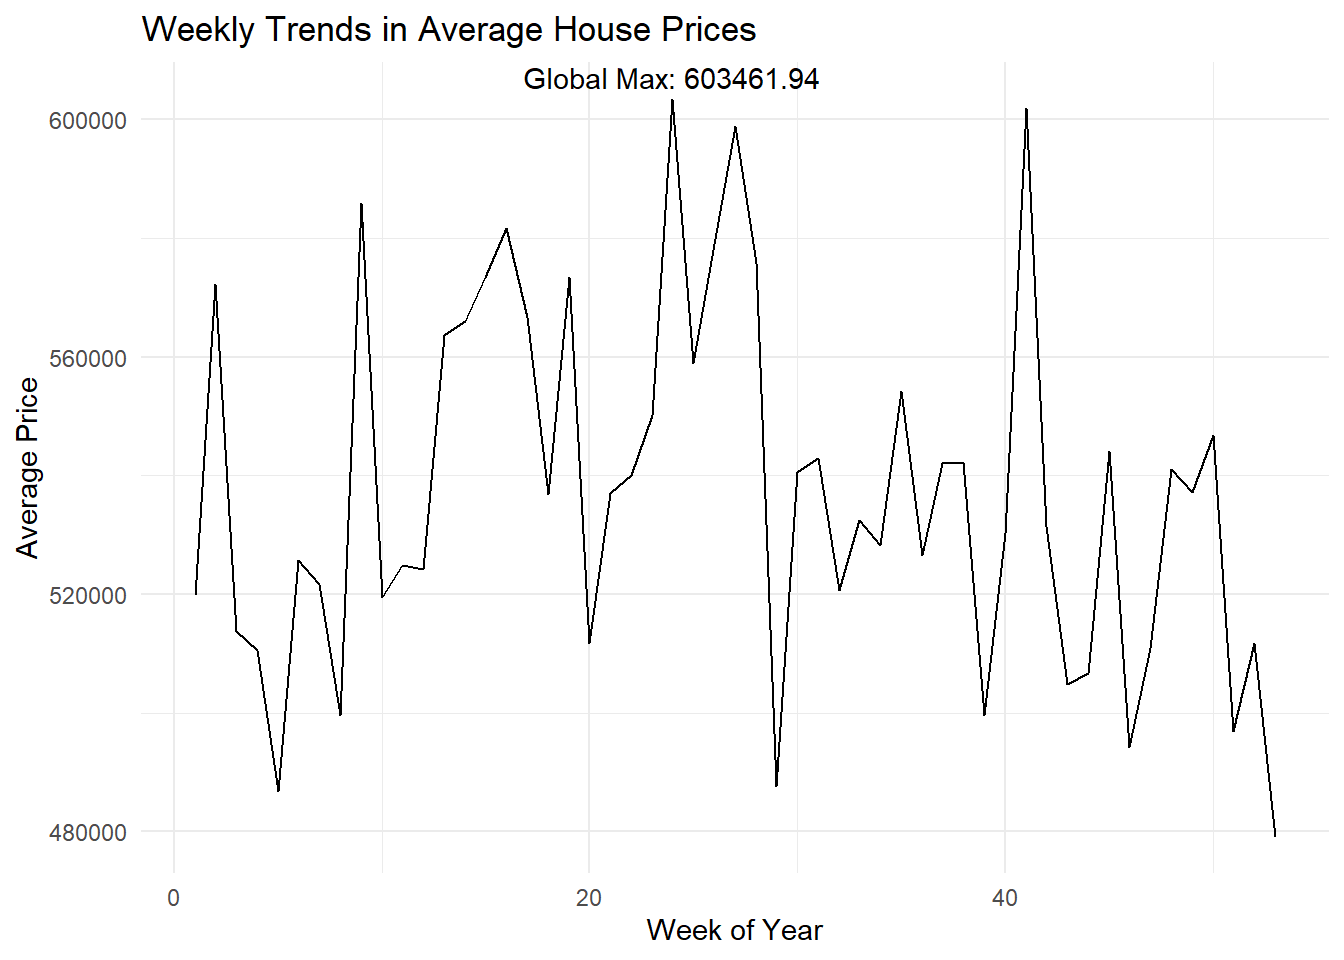 Weekly Trends in Average House Prices
Global Max: 603461.94
600000
560000
520000
480000
Average Price
0
20
40
Week of Year